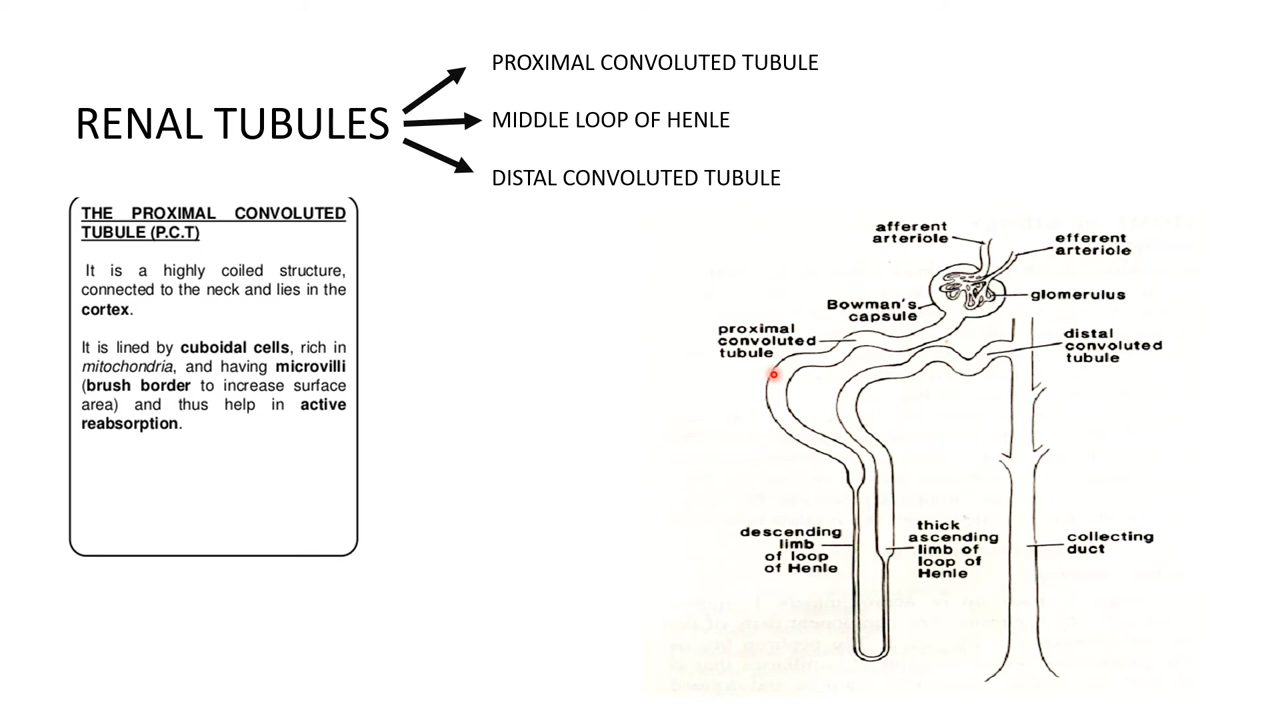 RENAL TUBULES
PROXIMAL CONVOLUTED TUBULE
MIDDLE LOOP OF HENLE
DISTAL CONVOLUTED TUBULE
THE PROXIMAL CONVOLUTED
TUBULE (P.C.T)
It is a highly coiled structure,
connected to the neck and lies in the
cortex.
It is lined by cuboidal cells, rich in
mitochondria, and having microvilli
(brush border to increase surface
area) and thus help in active
reabsorption.
afferent
arteriole
efferent
arteriole
glomerulus
Bowman's
capsule
proximal
convoluted
tubule
distal
convoluted
tubule
descending
limb
of loop
of Henle
thick
ascending
limb of
loop of
Henle
collecting
duct